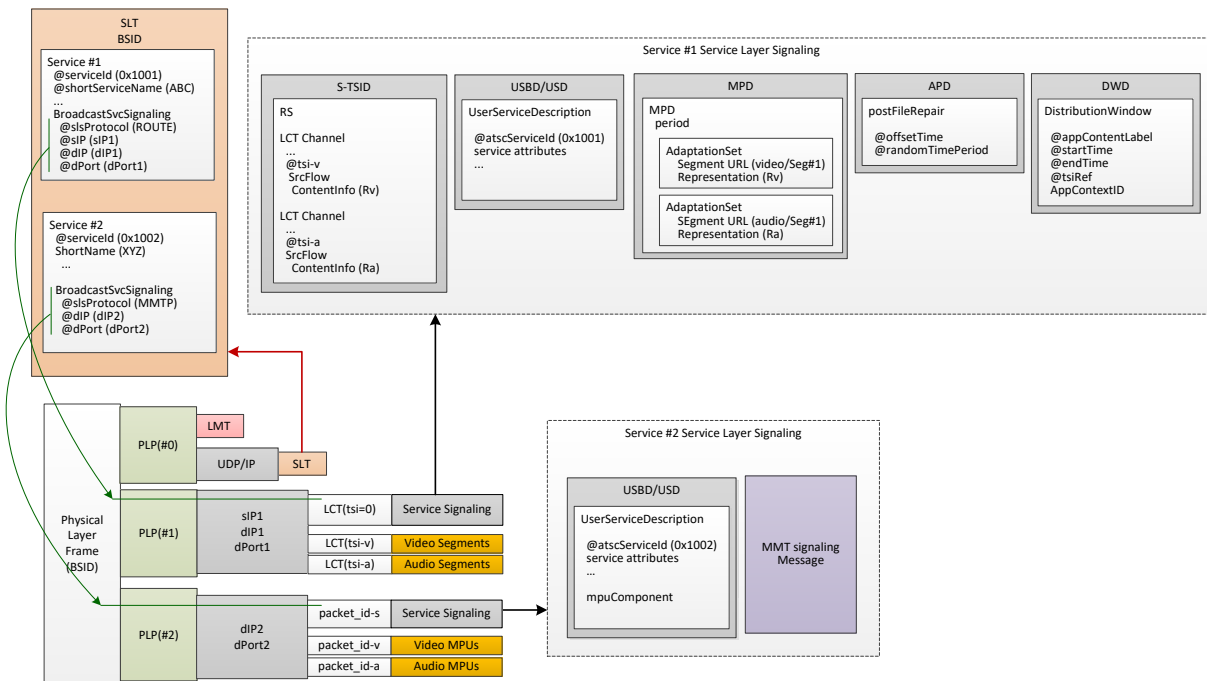 SLT
BSID
Service #1
@serviceId (0x1001)
@shortServiceName (ABC)
...
BroadcastSvcSignaling
@slsProtocol (ROUTE)
@sIP (sIP1)
@dIP (dIP1)
@dPort (dPort1)
Service #2
@serviceId (0x1002)
ShortName (XYZ)
...
BroadcastSvcSignaling
@slsProtocol (MMTP)
@dIP (dIP2)
@dPort (dPort2)
Service #1 Service Layer Signaling
S-TSID
RS
LCT Channel
...
@tsi-v
SrcFlow
ContentInfo (Rv)
LCT Channel
...
@tsi-a
SrcFlow
ContentInfo (Ra)
USBD/USD
UserServiceDescription
@atscServiceId (0x1001)
service attributes
...
MPD
MPD
period
AdaptationSet
Segment URL (video/Seg#1)
Representation (Rv)
AdaptationSet
SEgment URL (audio/Seg#1)
Representation (Ra)
APD
postFileRepair
@offsetTime
@randomTimePeriod
DWD
DistributionWindow
@appContentLabel
@startTime
@endTime
@tsiRef
AppContextID
Physical
Layer
Frame
(BSID)
PLP(#0)
LMT
UDP/IP
SLT
PLP(#1)
sIP1
dIP1
dPort1
LCT(tsi=0)
Service Signaling
LCT(tsi-v)
Video Segments
LCT(tsi-a)
Audio Segments
PLP(#2)
dIP2
dPort2
packet_id-s
Service Signaling
packet_id-v
Video MPUs
packet_id-a
Audio MPUs
Service #2 Service Layer Signaling
USBD/USD
UserServiceDescription
@atscServiceId (0x1002)
service attributes
...
mpuComponent
MMT signaling
Message